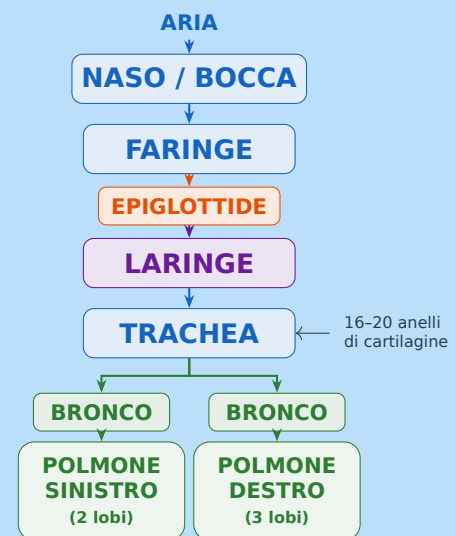 ARIA
NASO / BOCCA
FARINGE
EPIGLOTTIDE
LARINGE
TRACHEA
16–20 anelli
di cartilagine
BRONCO
BRONCO
POLMONE
SINISTRO
(2 lobi)
POLMONE
DESTRO
(3 lobi)